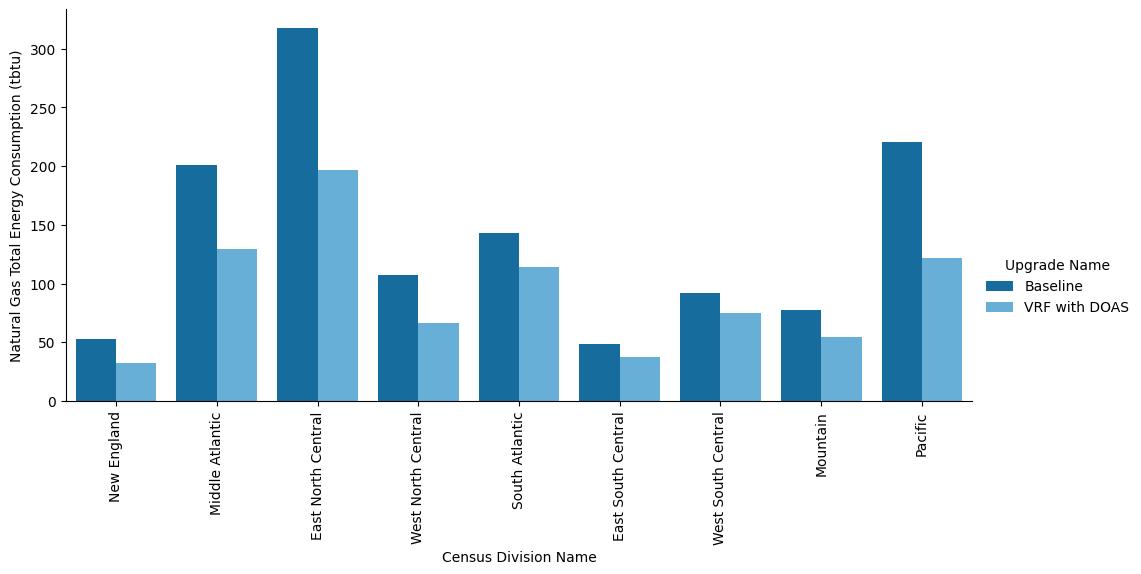 Natural Gas Total Energy Consumption (tbtu)
300
250
200
150
100
50
0
New England
Middle Atlantic
East North Central
West North Central
South Atlantic
East South Central
West South Central
Mountain
Pacific
Census Division Name
Upgrade Name
Baseline
VRF with DOAS